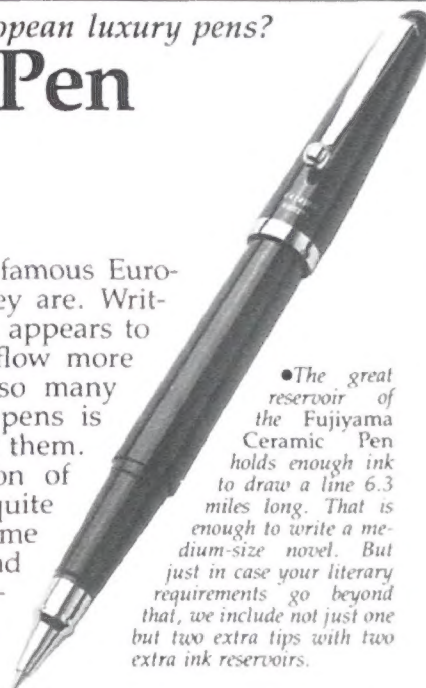 opean luxury pens?
Pen
famous Euro-
ey are. Writ-
appears to
flow more
so many
pens is
them.
on of
quite
me
nd
-
•The great
reservoir of
the Fujiyama
Ceramic Pen
holds enough ink
to draw a line 6.3
miles long. That is
enough to write a me-
dium-size novel. But
just in case your literary
requirements go beyond
that, we include not just one
but two extra tips with two
extra ink reservoirs.